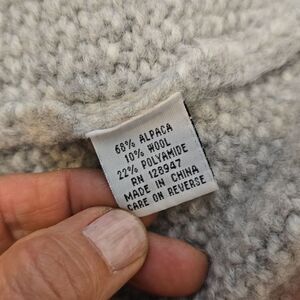 68% ALPACA
10% WOOL
22% POLYAMIDE
RN 128947
MADE IN CHINA
CARE ON REVERSE